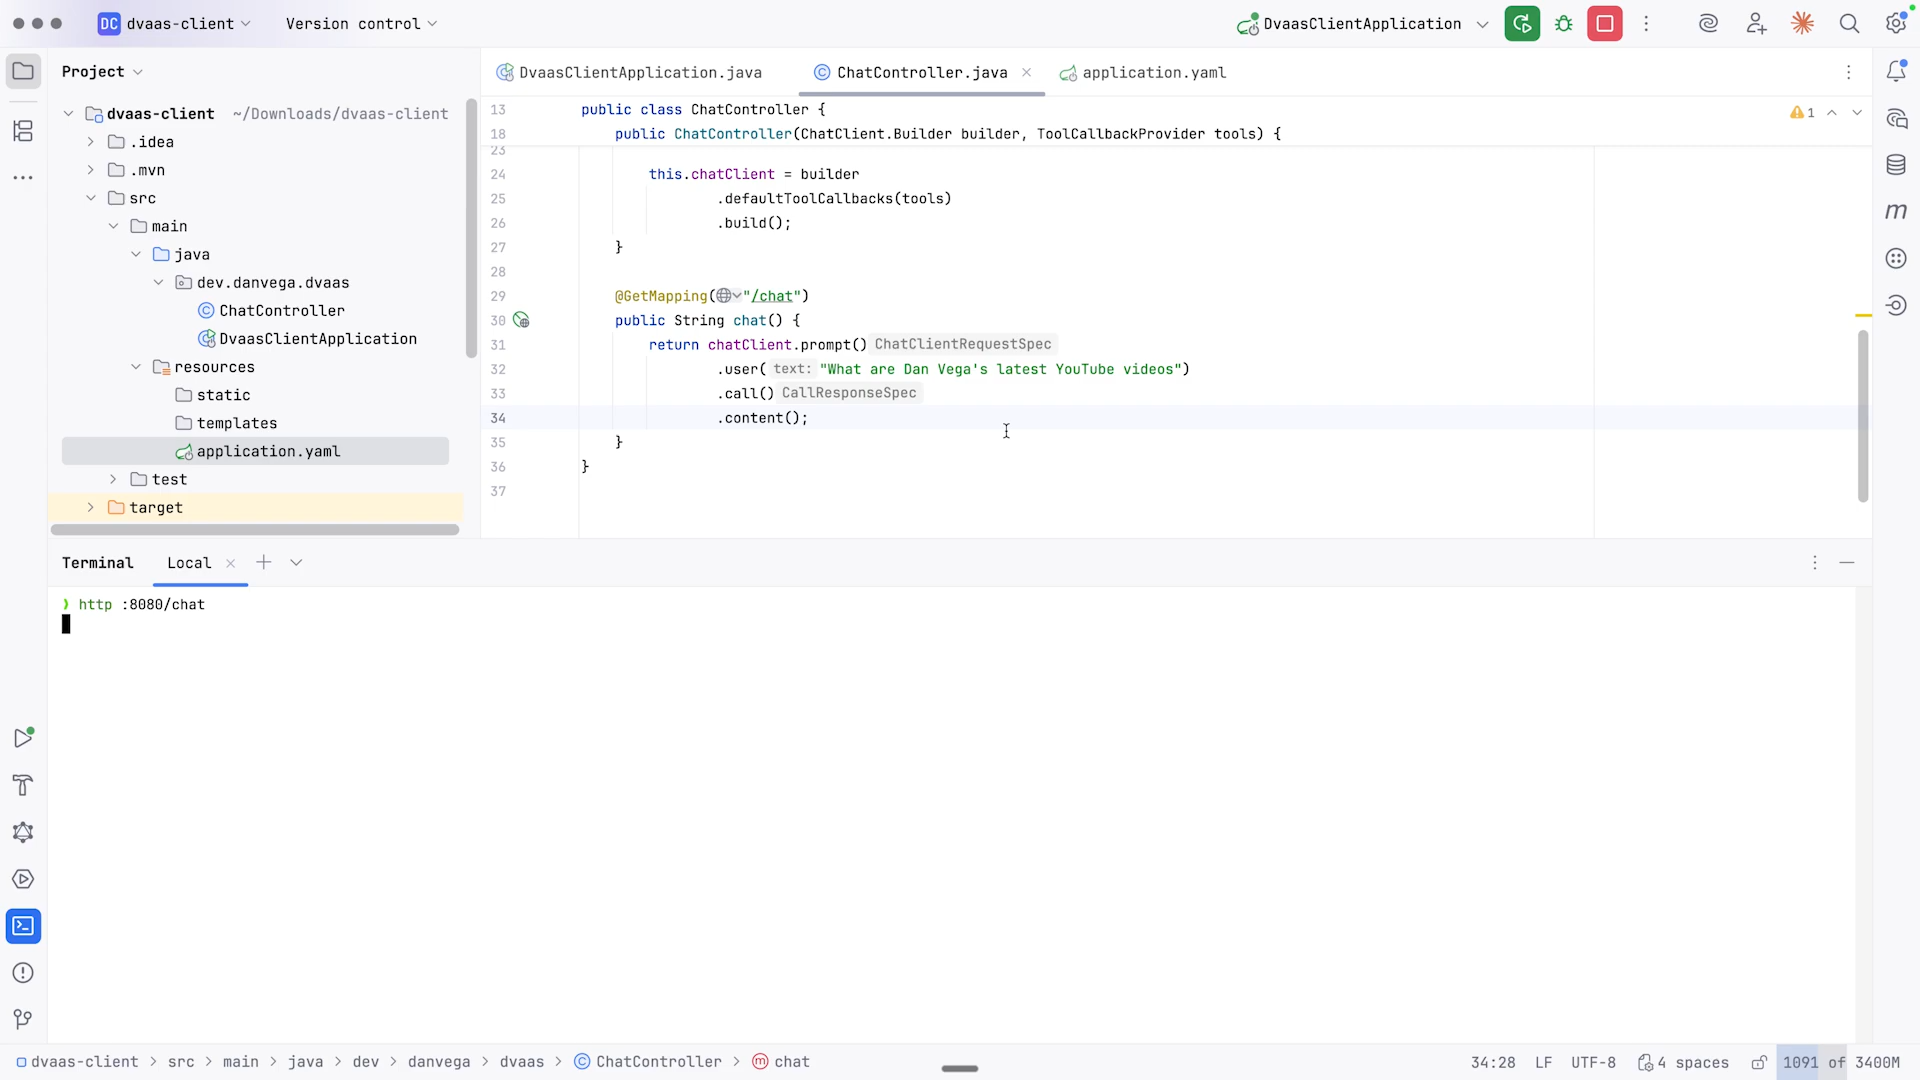 DC dvaas-client Version control DvaasClientApplication
Project
dvaas-client ~/Downloads/dvaas-client
.idea
.mvn
src
main
java
dev.danvega.dvaas
ChatController
DvaasClientApplication
resources
static
templates
application.yaml
test
target
DvaasClientApplication.java ChatController.java application.yaml
13 public class ChatController {
18 public ChatController(ChatClient.Builder builder, ToolCallbackProvider tools) {
23
24 this.chatClient = builder
25 .defaultToolCallbacks(tools)
26 .build();
27 }
28
29 @GetMapping("/chat")
30 public String chat() {
31 return chatClient.prompt() ChatClientRequestSpec
32 .user( text: "What are Dan Vega's latest YouTube videos")
33 .call() CallResponseSpec
34 .content();
35 }
36 }
37
1
m
Terminal Local
❯ http :8080/chat
dvaas-client > src > main > java > dev > danvega > dvaas > ChatController > m chat 34:28 LF UTF-8 4 spaces 1091 of 3400M